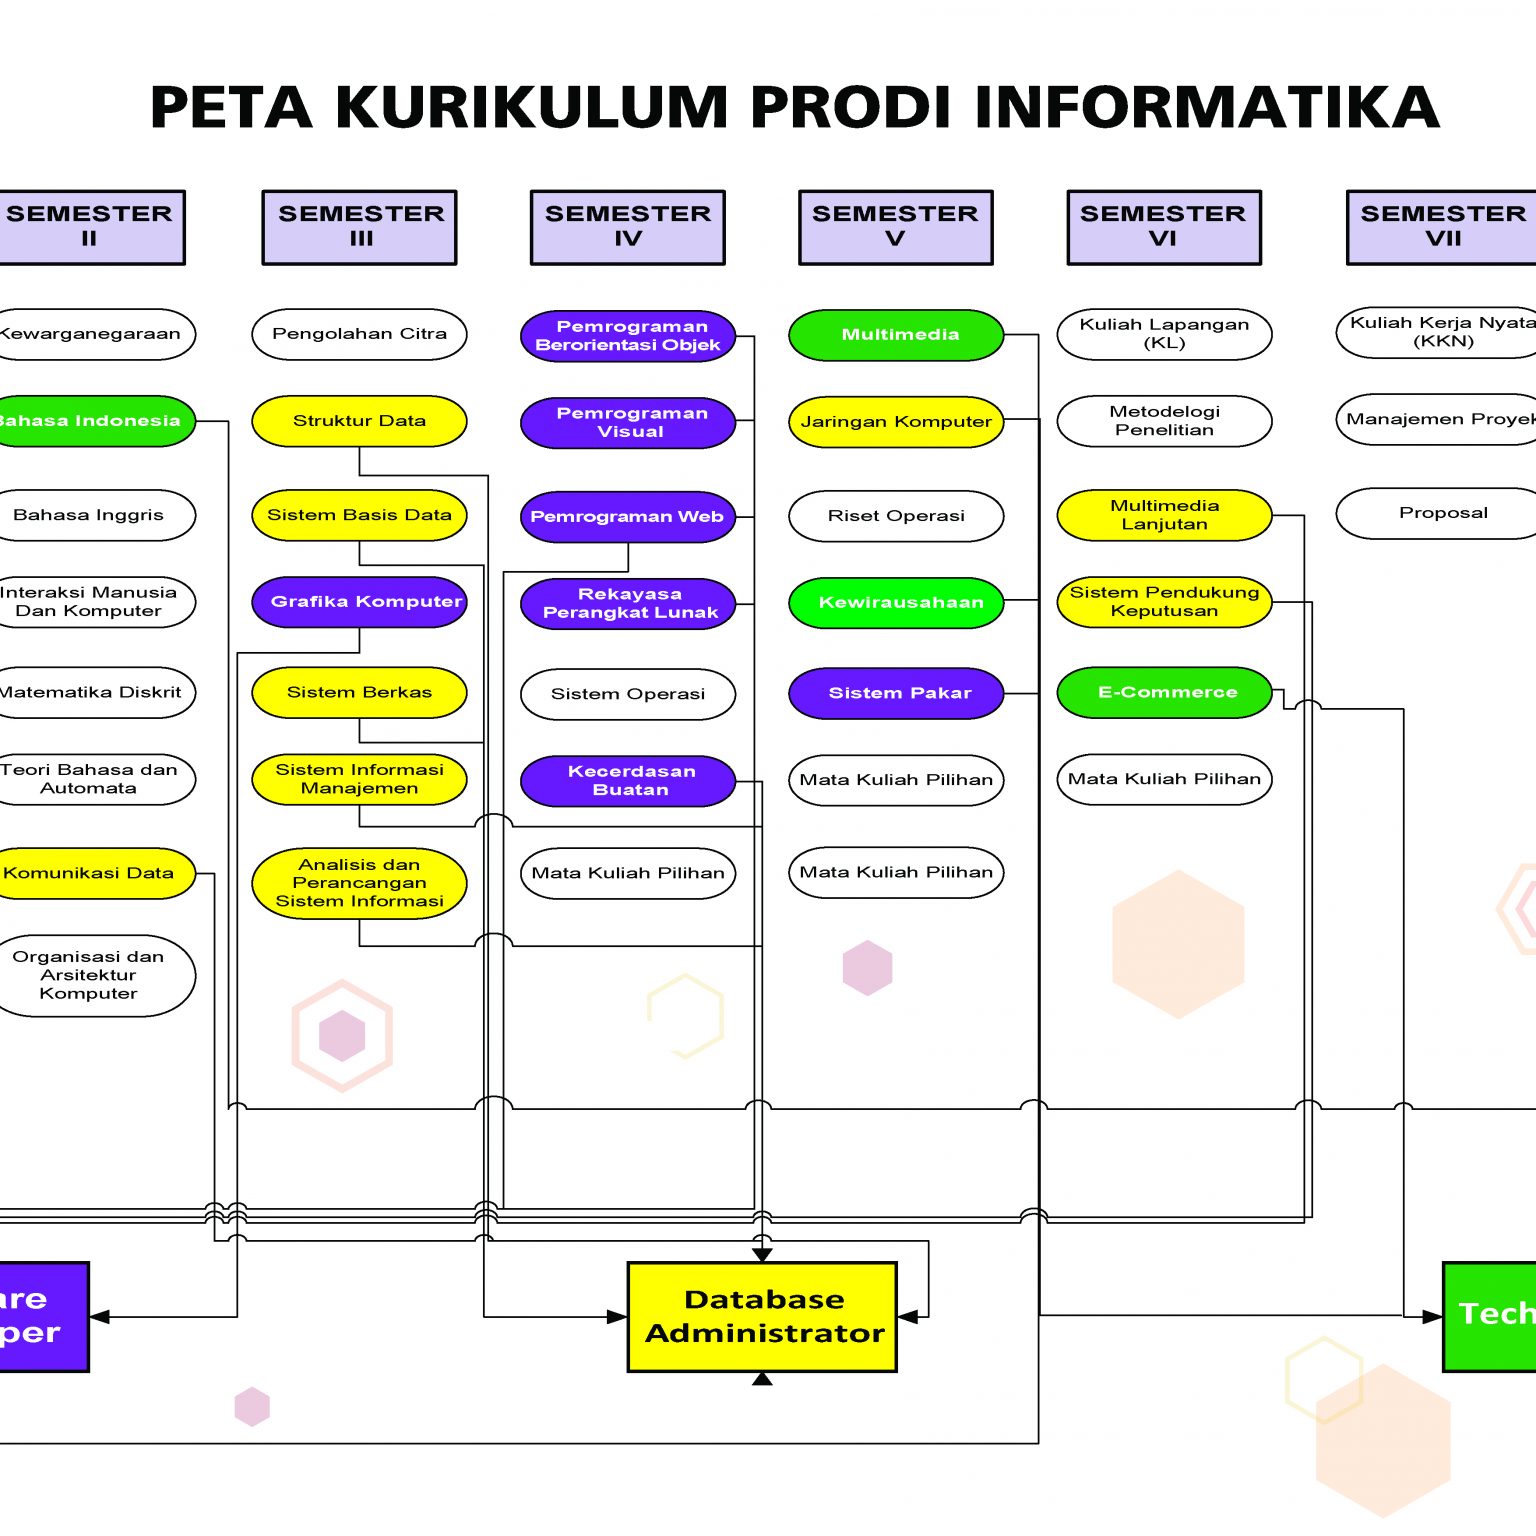 PETA KURIKULUM PRODI INFORMATIKA
SEMESTER
II
Kewarganegaraan
Bahasa Indonesia
Bahasa Inggris
Interaksi Manusia
Dan Komputer
Matematika Diskrit
Teori Bahasa dan
Automata
Komunikasi Data
Organisasi dan
Arsitektur
Komputer
SEMESTER
III
Pengolahan Citra
Struktur Data
Sistem Basis Data
Grafika Komputer
Sistem Berkas
Sistem Informasi
Manajemen
Analisis dan
Perancangan
Sistem Informasi
SEMESTER
IV
Pemrograman
Berorientasi Objek
Pemrograman
Visual
Pemrograman Web
Rekayasa
Perangkat Lunak
Sistem Operasi
Kecerdasan
Buatan
Mata Kuliah Pilihan
SEMESTER
V
Multimedia
Jaringan Komputer
Riset Operasi
Kewirausahaan
Sistem Pakar
Mata Kuliah Pilihan
Mata Kuliah Pilihan
SEMESTER
VI
Kuliah Lapangan
(KL)
Metodelogi
Penelitian
Multimedia
Lanjutan
Sistem Pendukung
Keputusan
E-Commerce
Mata Kuliah Pilihan
SEMESTER
VII
Kuliah Kerja Nyata
(KKN)
Manajemen Proyek
Proposal
are
per
Database
Administrator
Tech